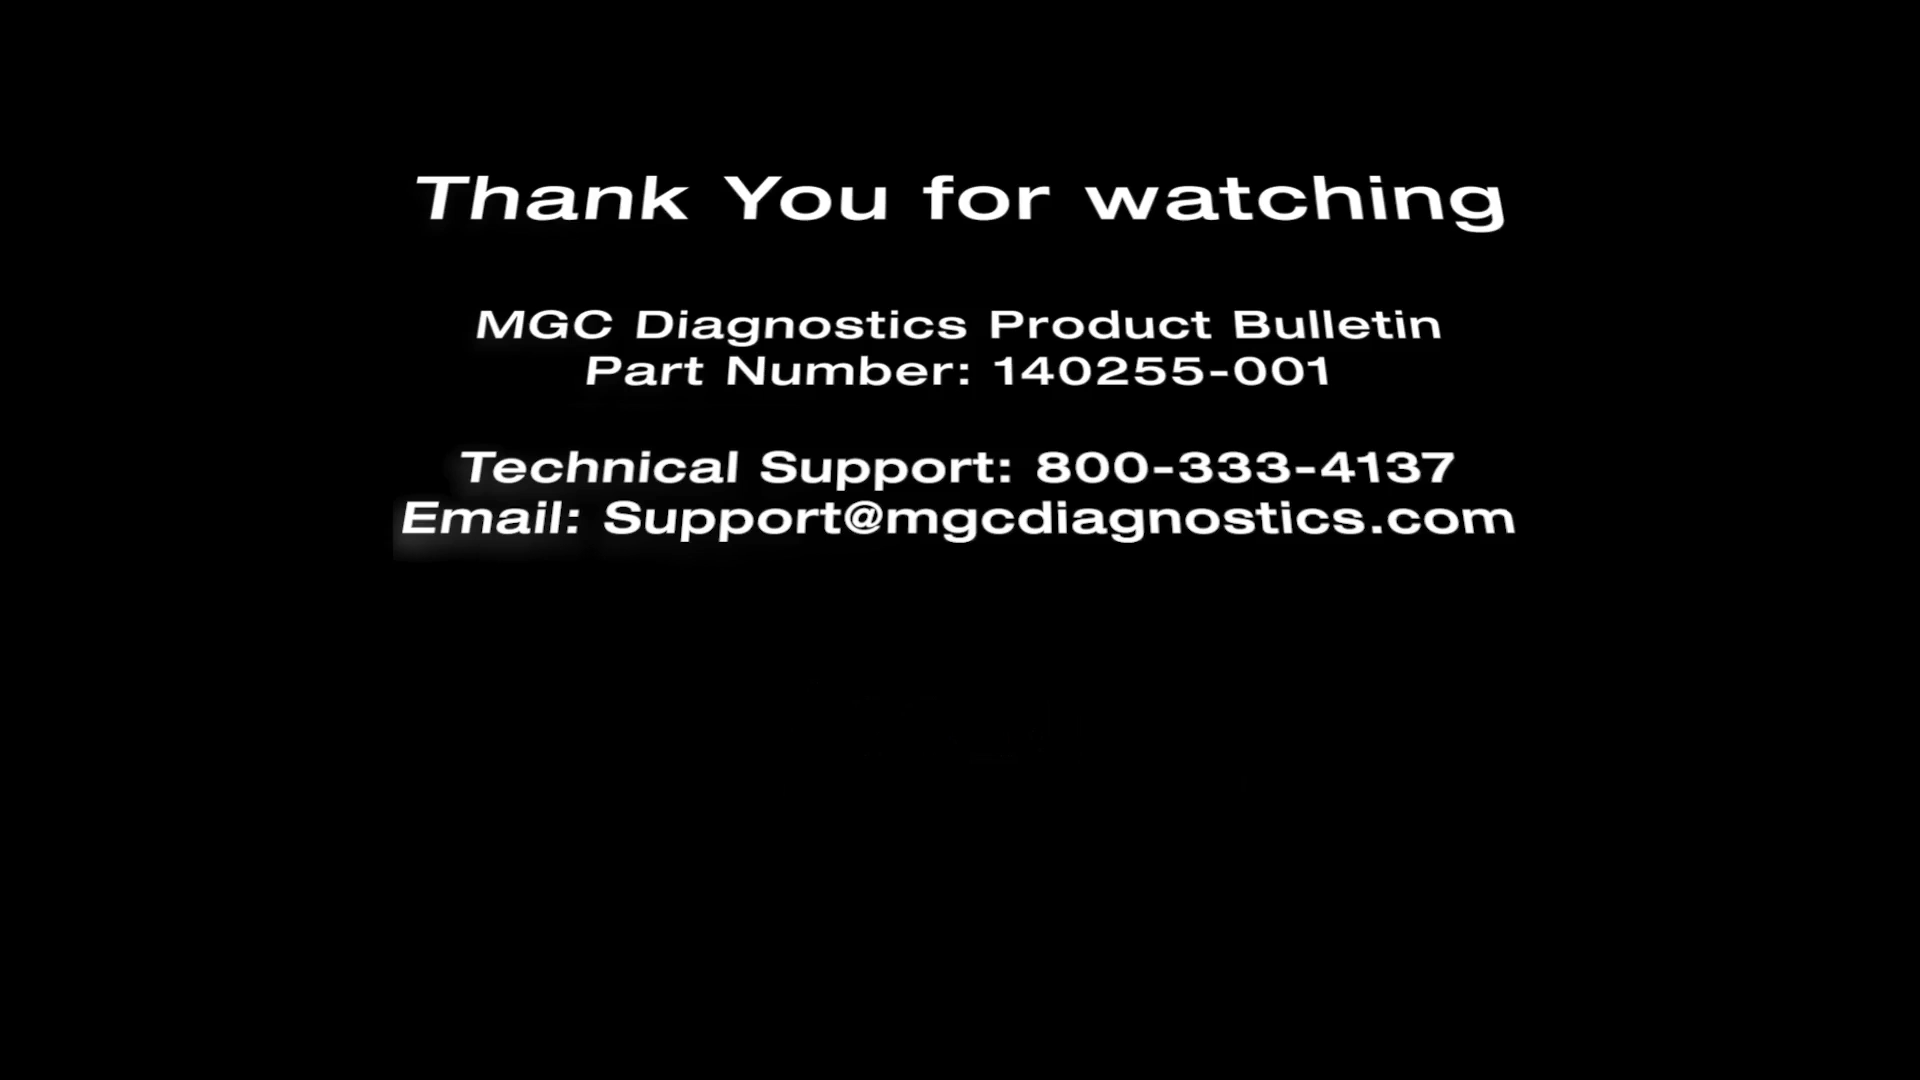 Thank You for watching
MGC Diagnostics Product Bulletin
Part Number: 140255-001
Technical Support: 800-333-4137
Email: Support@mgcdiagnostics.com